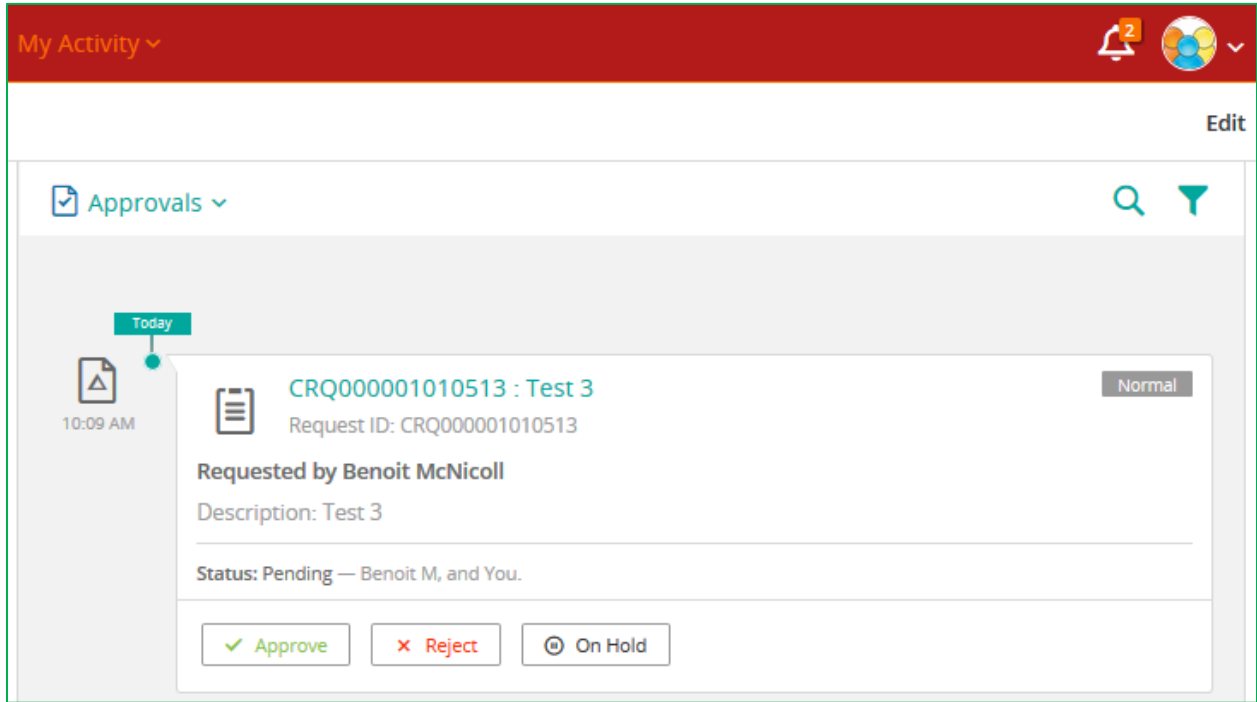 My Activity
2
Edit
Approvals
Today
10:09 AM
CRQ000001010513 : Test 3
Normal
Request ID: CRQ000001010513
Requested by Benoit McNicoll
Description: Test 3
Status: Pending — Benoit M, and You.
Approve Reject On Hold